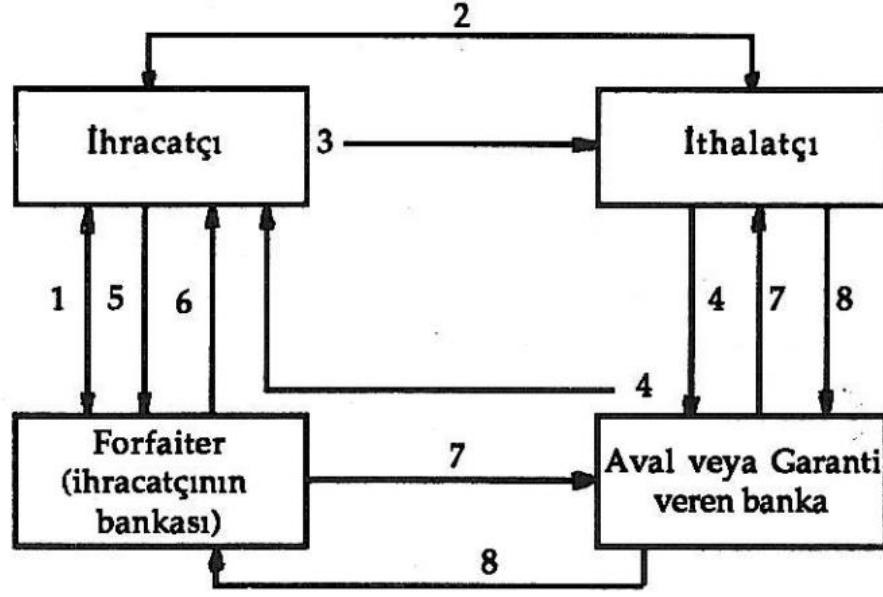 2
İhracatçı
3
İthalatçı
1
5
6
4
7
8
4
Forfaiter
(ihracatçının
bankası)
7
Aval veya Garanti
veren banka
8